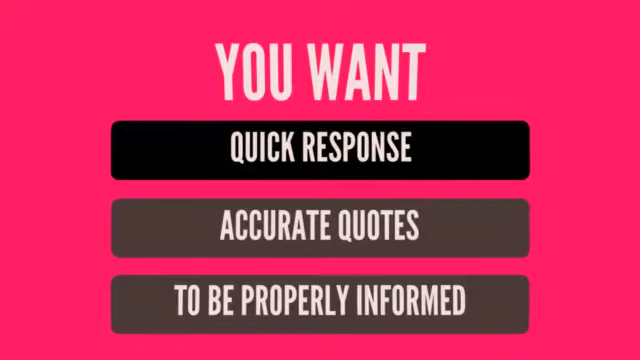 YOU WANT
QUICK RESPONSE
ACCURATE QUOTES
TO BE PROPERLY INFORMED